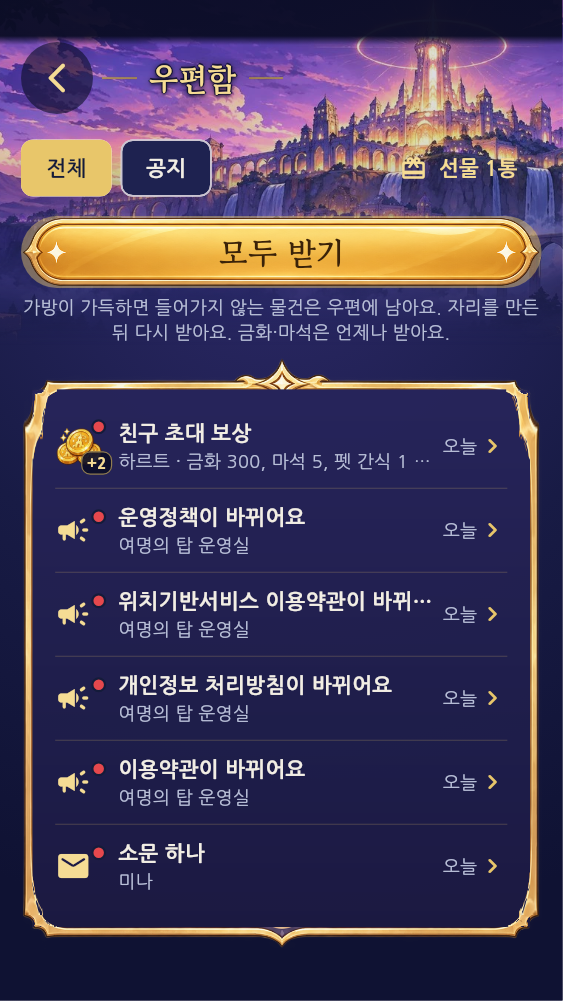 우편함
전체
공지
선물 1통
모두 받기
가방이 가득하면 들어가지 않는 물건은 우편에 남아요. 자리를 만든
뒤 다시 받아요. 금화·마석은 언제나 받아요.
친구 초대 보상
하르트 · 금화 300, 마석 5, 펫 간식 1 …
+2
오늘
운영정책이 바뀌어요
여명의 탑 운영실
오늘
위치기반서비스 이용약관이 바뀌…
여명의 탑 운영실
오늘
개인정보 처리방침이 바뀌어요
여명의 탑 운영실
오늘
이용약관이 바뀌어요
여명의 탑 운영실
오늘
소문 하나
미나
오늘